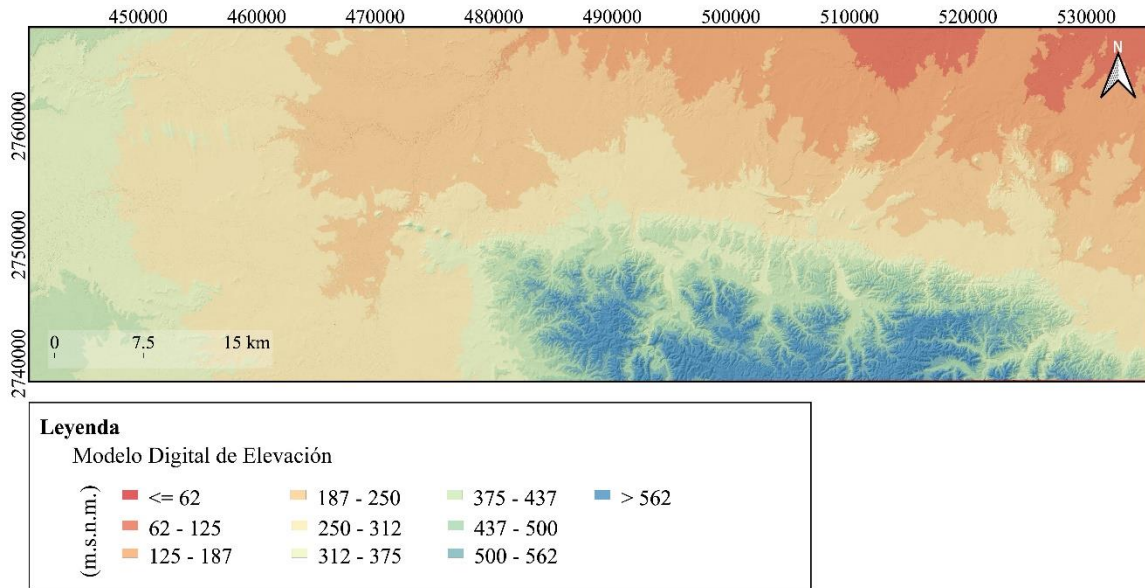 450000 460000 470000 480000 490000 500000 510000 520000 530000
N
2760000
2750000
2740000
0 7.5 15 km
Leyenda
Modelo Digital de Elevación
(m.s.n.m.)
<= 62 187 - 250 375 - 437 > 562
62 - 125 250 - 312 437 - 500
125 - 187 312 - 375 500 - 562